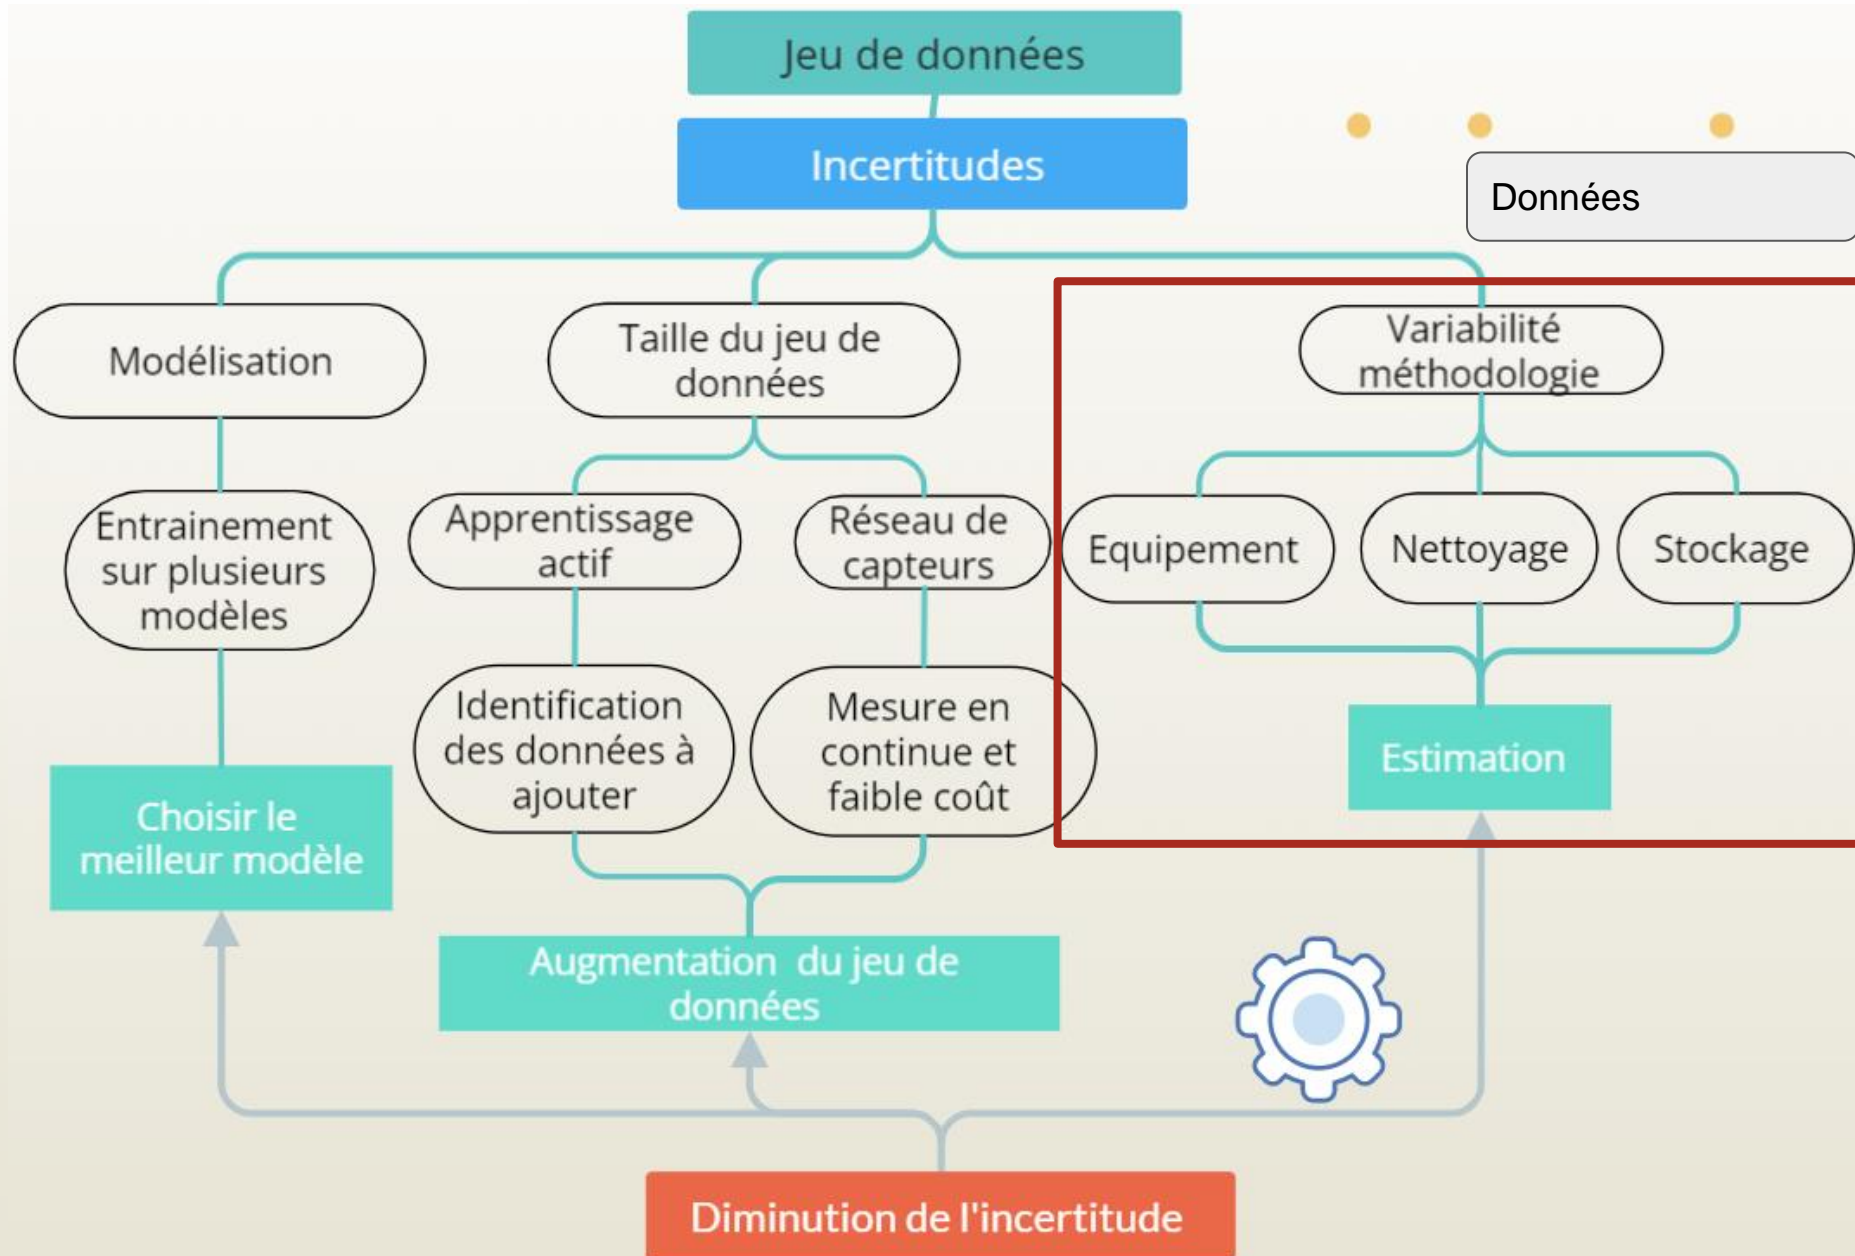 Jeu de données
Incertitudes
Données
Modélisation
Taille du jeu de
données
Variabilité
méthodologie
Entrainement
sur plusieurs
modèles
Apprentissage
actif
Réseau de
capteurs
Equipement
Nettoyage
Stockage
Identification
des données à
ajouter
Mesure en
continue et
faible coût
Estimation
Choisir le
meilleur modèle
Augmentation du jeu de
données
Diminution de l'incertitude